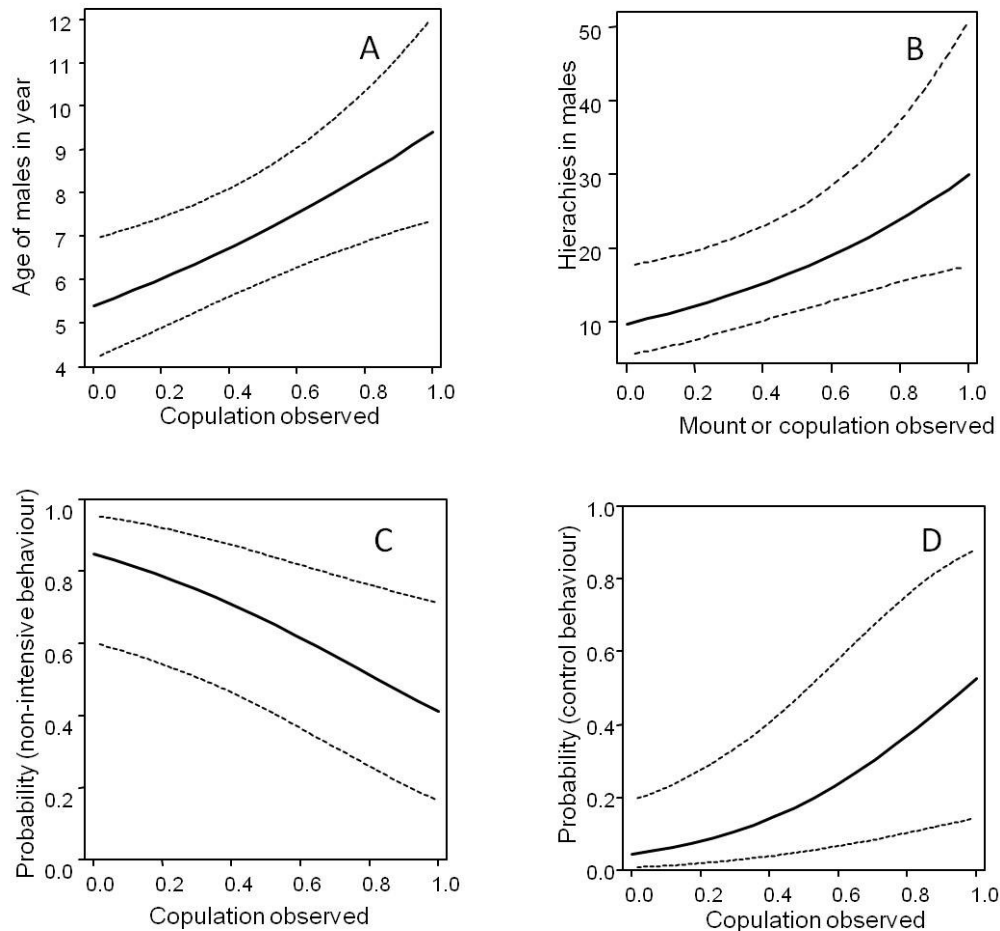 A
Age of males in year
12
11
10
9
8
7
6
5
4
0.0 0.2 0.4 0.6 0.8 1.0
Copulation observed
B
Hierachies in males
50
40
30
20
10
0.0 0.2 0.4 0.6 0.8 1.0
Mount or copulation observed
C
Probability (non-intensive behaviour)
1.0
0.8
0.6
0.4
0.2
0.0
0.0 0.2 0.4 0.6 0.8 1.0
Copulation observed
D
Probability (control behaviour)
1.0
0.8
0.6
0.4
0.2
0.0
0.0 0.2 0.4 0.6 0.8 1.0
Copulation observed